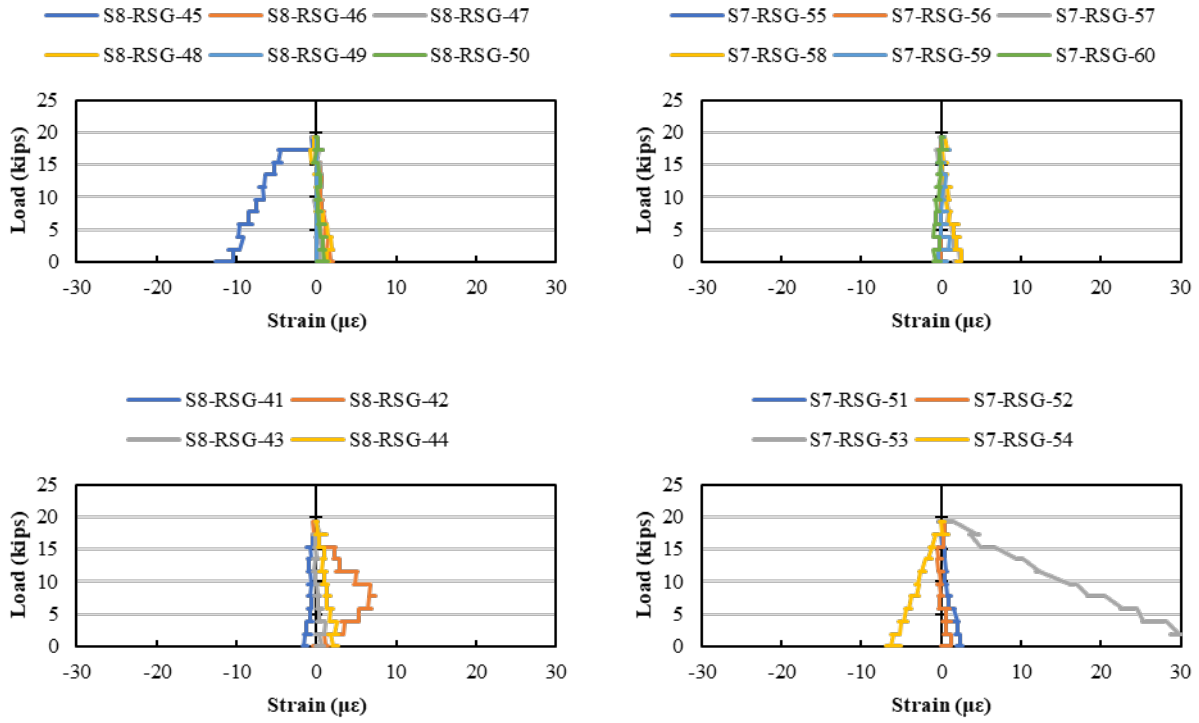 S8-RSG-45 S8-RSG-46 S8-RSG-47
S8-RSG-48 S8-RSG-49 S8-RSG-50
25
20
15
10
5
0
Load (kips)
-30 -20 -10 0 10 20 30
Strain (με)
S7-RSG-55 S7-RSG-56 S7-RSG-57
S7-RSG-58 S7-RSG-59 S7-RSG-60
25
20
15
10
5
0
Load (kips)
-30 -20 -10 0 10 20 30
Strain (με)
S8-RSG-41 S8-RSG-42
S8-RSG-43 S8-RSG-44
25
20
15
10
5
0
Load (kips)
-30 -20 -10 0 10 20 30
Strain (με)
S7-RSG-51 S7-RSG-52
S7-RSG-53 S7-RSG-54
25
20
15
10
5
0
Load (kips)
-30 -20 -10 0 10 20 30
Strain (με)